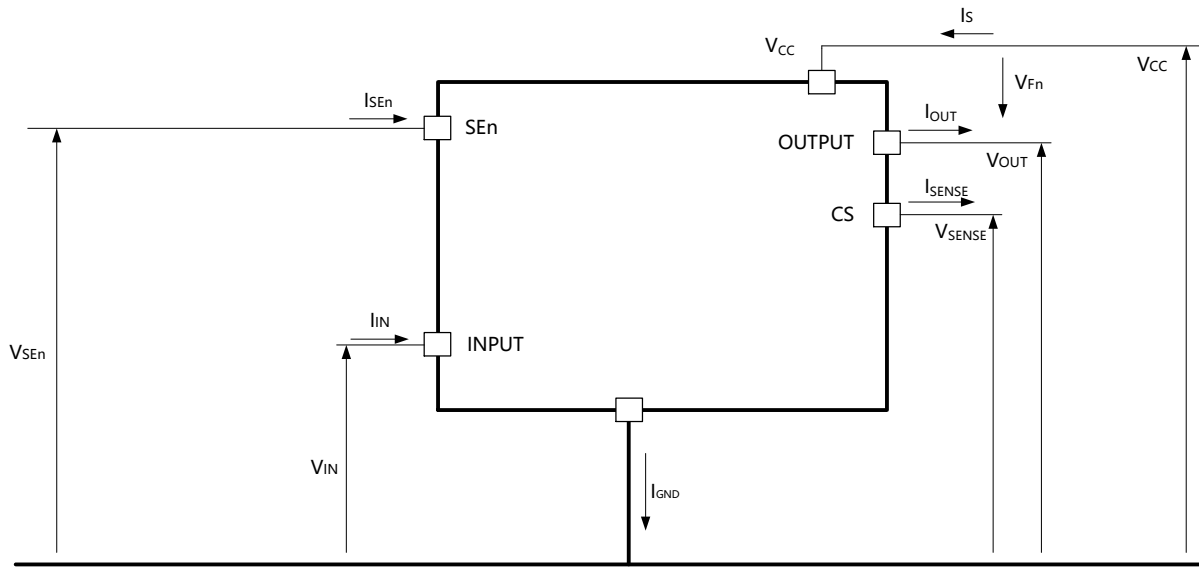 IS
VCC
VCC
VFn
ISEn
SEn
IOUT
OUTPUT
VOUT
ISENSE
CS
VSENSE
IIN
INPUT
VSEn
VIN
IGND